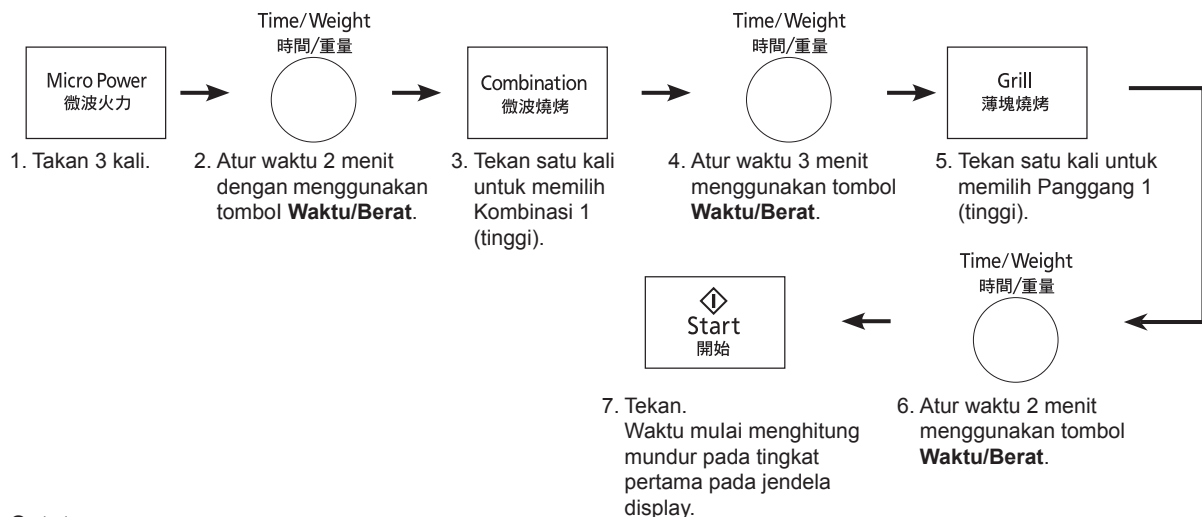 Micro Power
微波火力
1. Takan 3 kali.
Time/Weight
時間/重量
2. Atur waktu 2 menit
dengan menggunakan
tombol Waktu/Berat.
Combination
微波燒烤
3. Tekan satu kali
untuk memilih
Kombinasi 1
(tinggi).
Time/Weight
時間/重量
4. Atur waktu 3 menit
menggunakan tombol
Waktu/Berat.
Grill
薄塊燒烤
5. Tekan satu kali untuk
memilih Panggang 1
(tinggi).
Time/Weight
時間/重量
6. Atur waktu 2 menit
menggunakan tombol
Waktu/Berat.
Start
開始
7. Tekan.
Waktu mulai menghitung
mundur pada tingkat
pertama pada jendela
display.